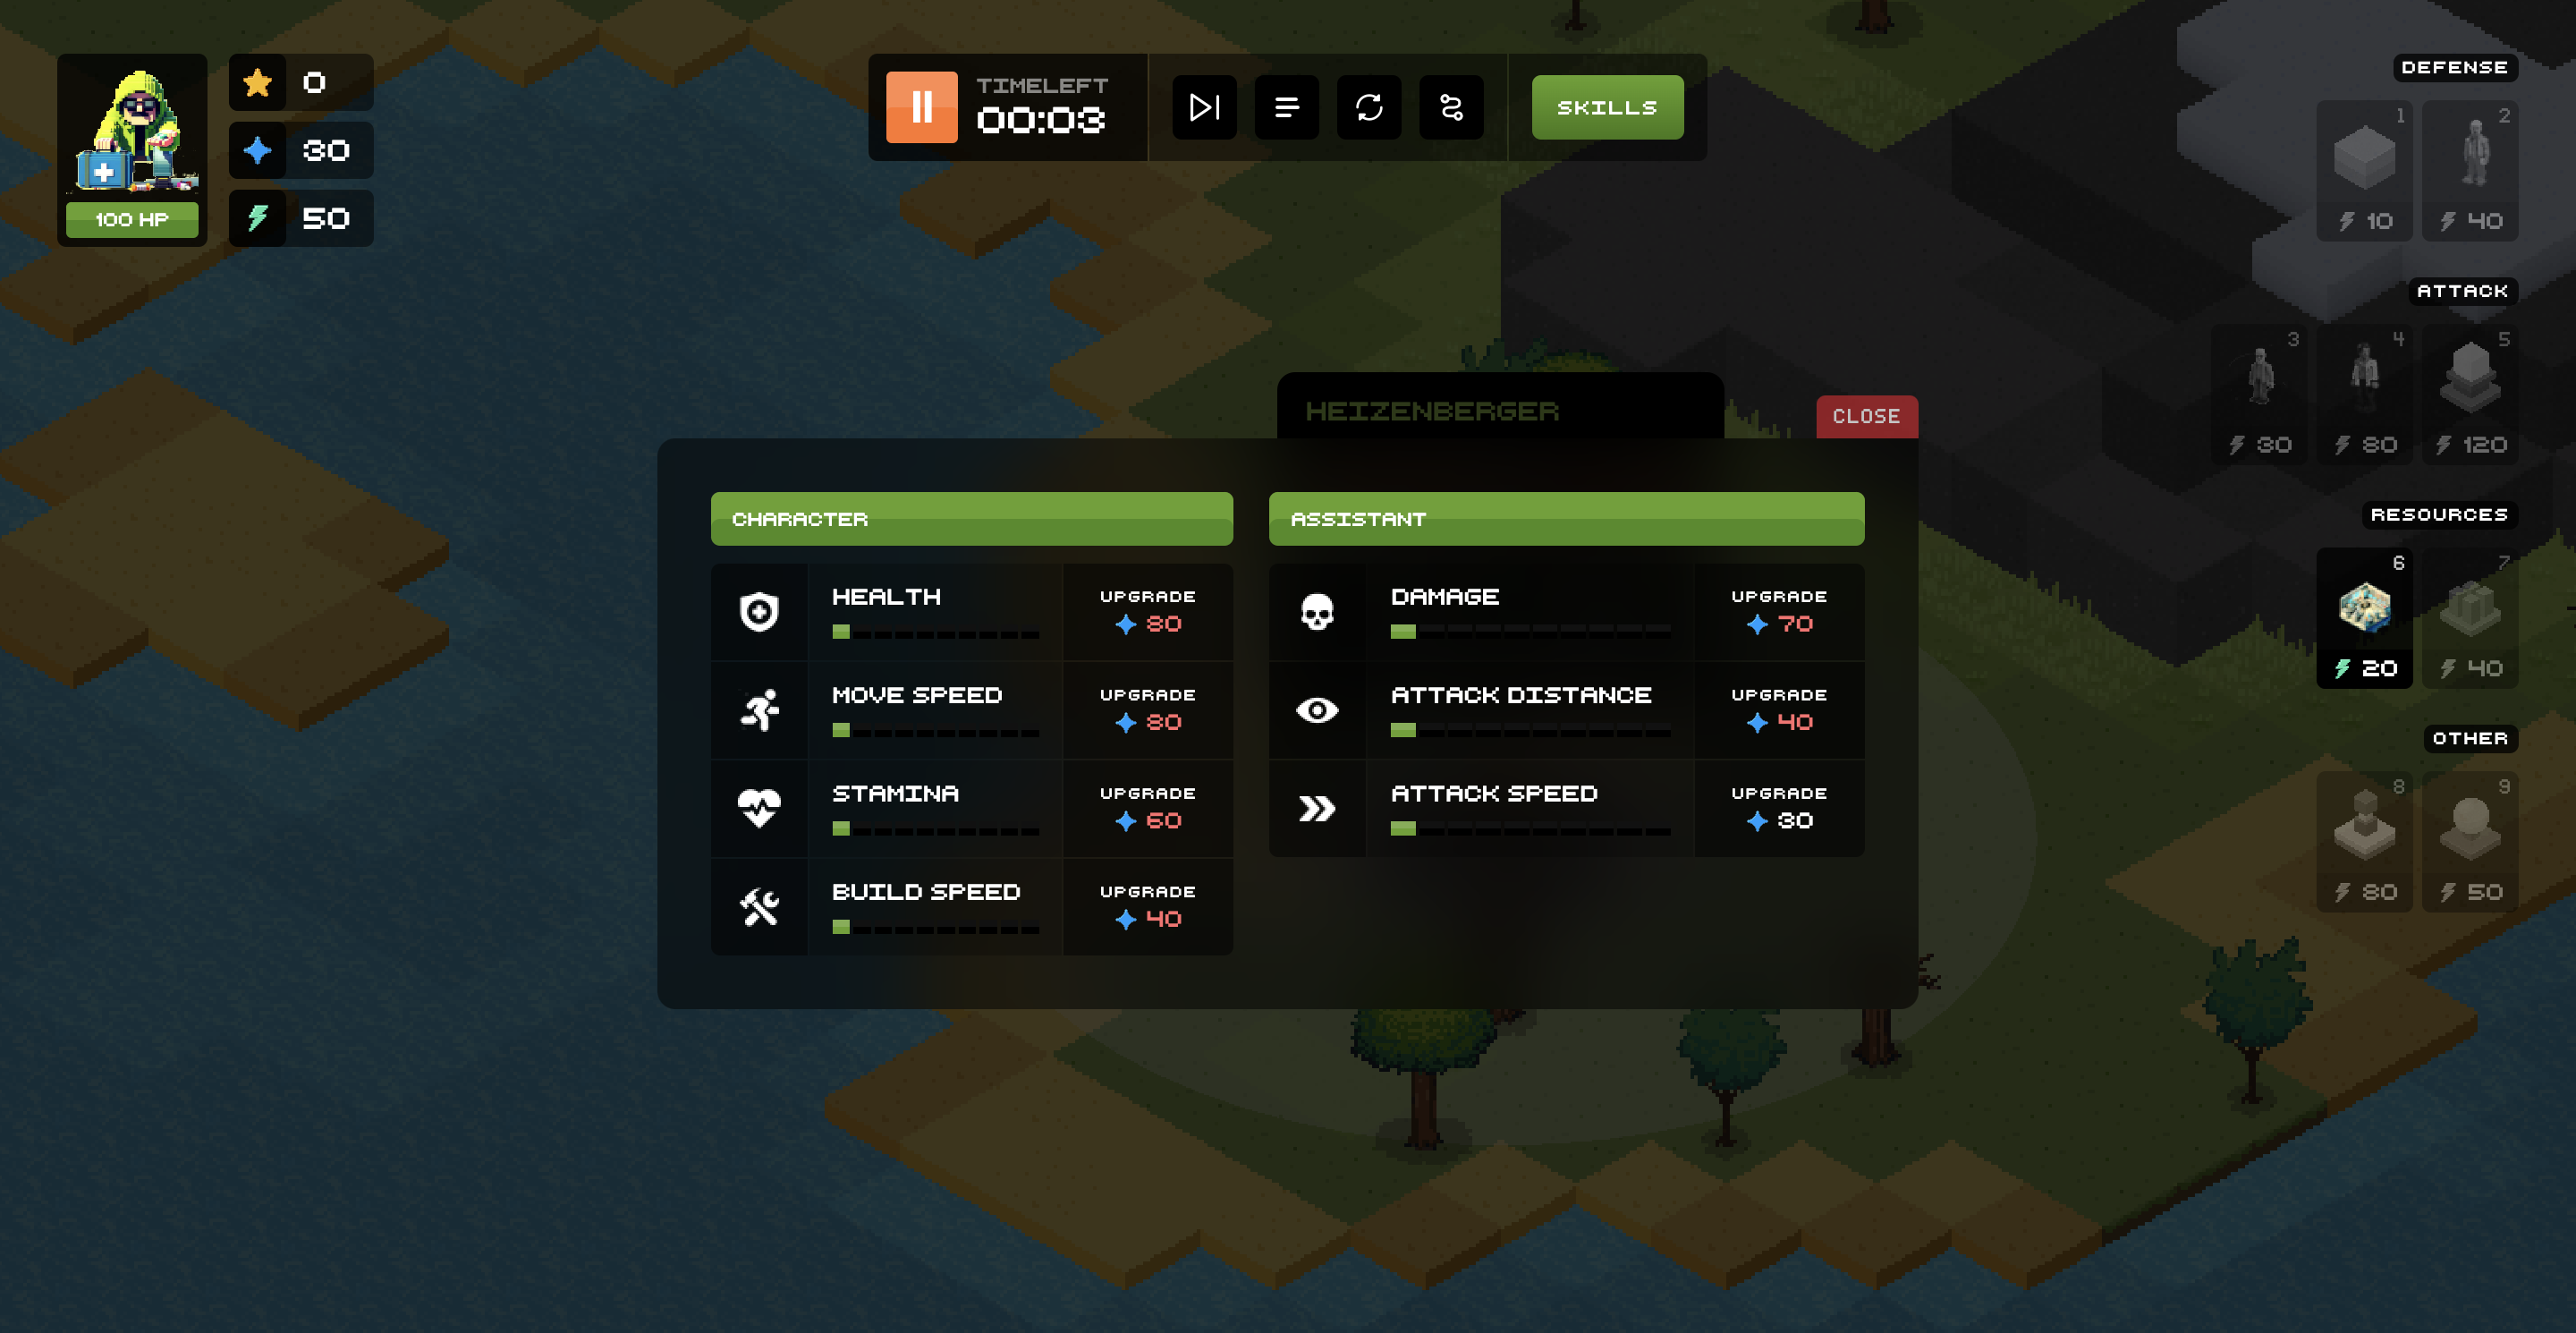 0
30
50
100 HP
TIMELEFT
00:03
SKILLS
DEFENSE
1
2
10
40
ATTACK
3
4
5
30
80
120
RESOURCES
6
7
20
40
OTHER
8
9
80
50
HEIZENBERGER
CLOSE
CHARACTER
HEALTH
UPGRADE
80
MOVE SPEED
UPGRADE
80
STAMINA
UPGRADE
60
BUILD SPEED
UPGRADE
40
ASSISTANT
DAMAGE
UPGRADE
70
ATTACK DISTANCE
UPGRADE
40
ATTACK SPEED
UPGRADE
30